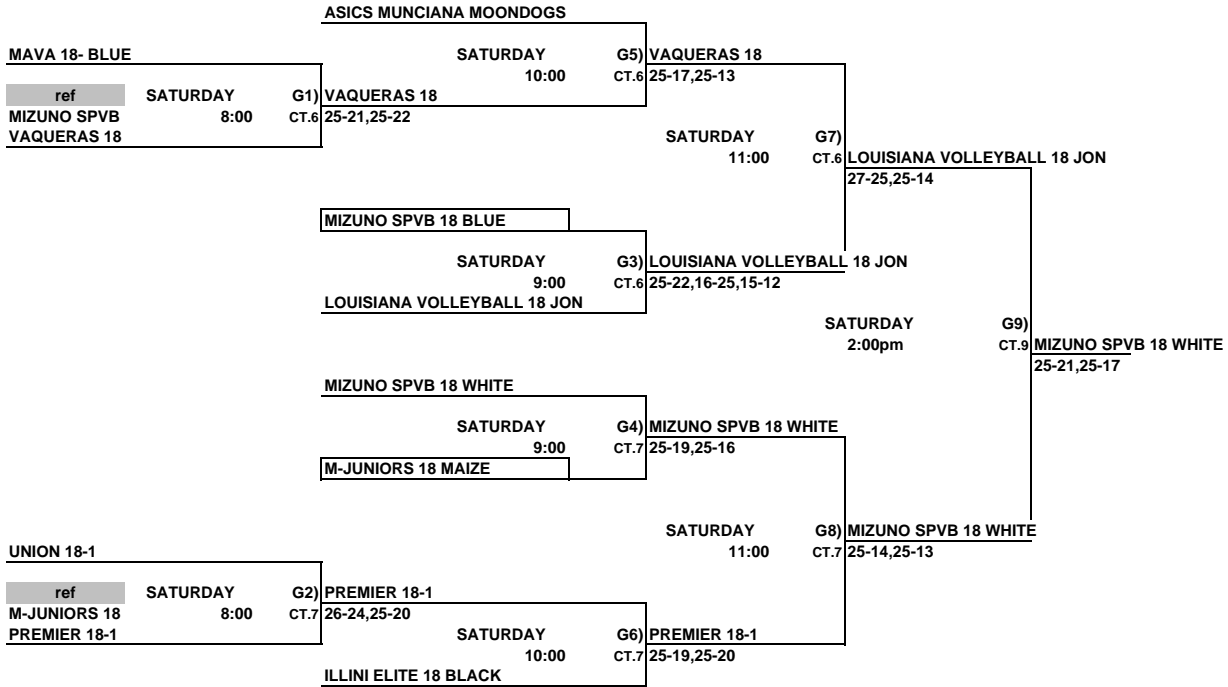 ASICS MUNCIANA MOONDOGS
MAVA 18- BLUE
SATURDAY G5) VAQUERAS 18
10:00 CT.6 25-17,25-13
ref SATURDAY G1) VAQUERAS 18
MIZUNO SPVB 8:00 CT.6 25-21,25-22
VAQUERAS 18
SATURDAY G7)
11:00 CT.6 LOUISIANA VOLLEYBALL 18 JON
27-25,25-14
MIZUNO SPVB 18 BLUE
SATURDAY G3) LOUISIANA VOLLEYBALL 18 JON
9:00 CT.6 25-22,16-25,15-12
LOUISIANA VOLLEYBALL 18 JON
SATURDAY G9)
2:00pm CT.9 MIZUNO SPVB 18 WHITE
25-21,25-17
MIZUNO SPVB 18 WHITE
SATURDAY G4) MIZUNO SPVB 18 WHITE
9:00 CT.7 25-19,25-16
M-JUNIORS 18 MAIZE
SATURDAY G8) MIZUNO SPVB 18 WHITE
UNION 18-1 11:00 CT.7 25-14,25-13
ref SATURDAY G2) PREMIER 18-1
M-JUNIORS 18 8:00 CT.7 26-24,25-20
PREMIER 18-1 SATURDAY G6) PREMIER 18-1
10:00 CT.7 25-19,25-20
ILLINI ELITE 18 BLACK